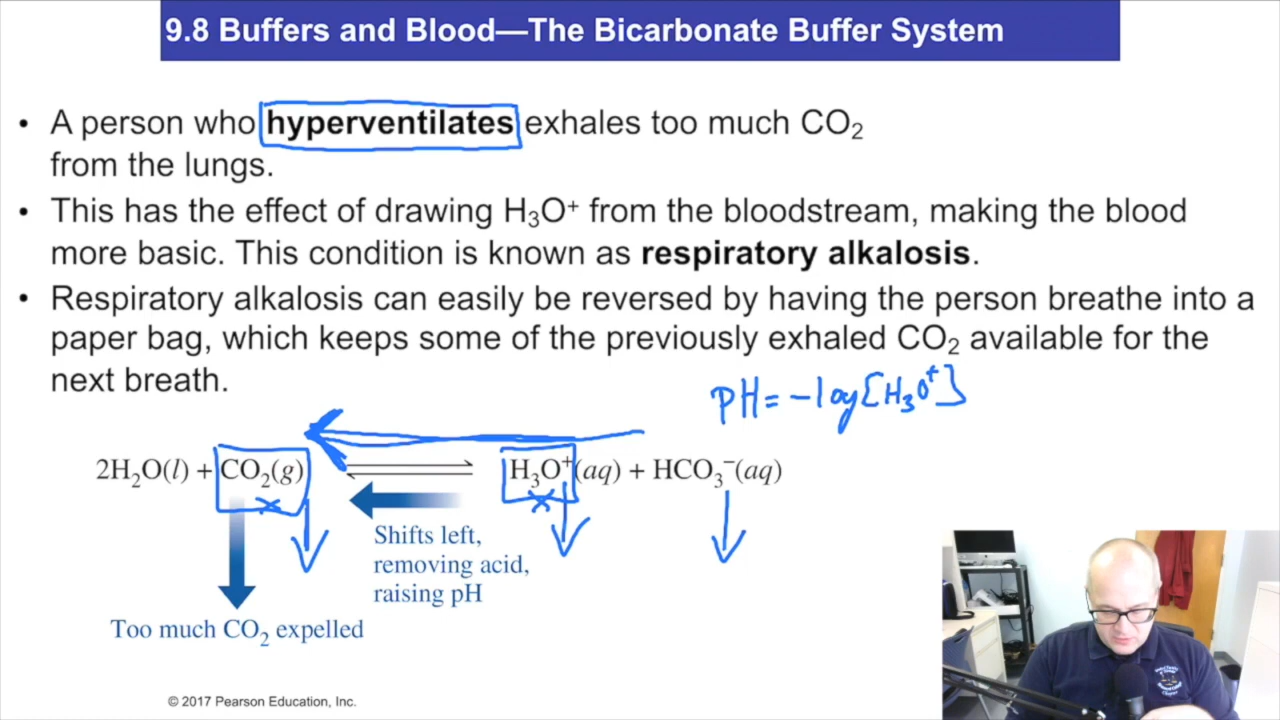 9.8 Buffers and Blood—The Bicarbonate Buffer System
• A person who hyperventilates exhales too much CO₂
from the lungs.
• This has the effect of drawing H₃O⁺ from the bloodstream, making the blood
more basic. This condition is known as respiratory alkalosis.
• Respiratory alkalosis can easily be reversed by having the person breathe into a
paper bag, which keeps some of the previously exhaled CO₂ available for the
next breath.
pH = -log[H₃O⁺]
2H₂O(l) + CO₂(g) ⇌ H₃O⁺(aq) + HCO₃⁻(aq)
Shifts left,
removing acid,
raising pH
Too much CO₂ expelled
© 2017 Pearson Education, Inc.